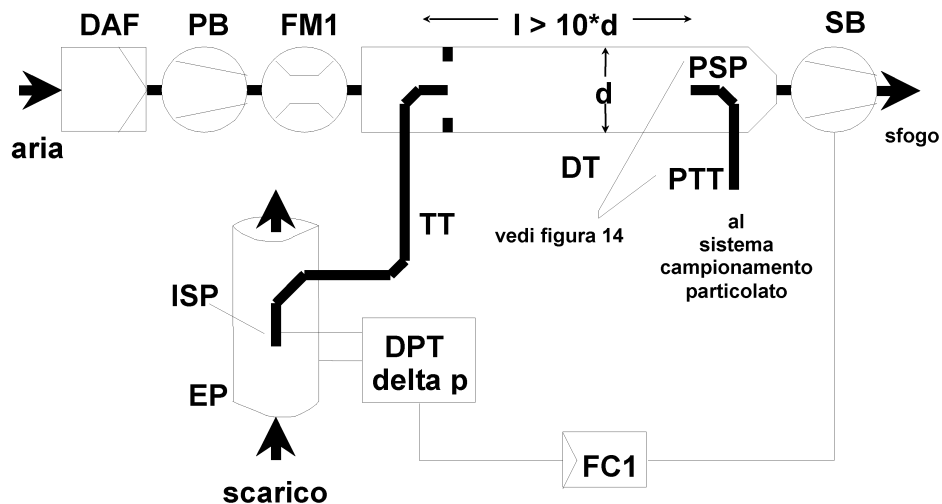 DAF
PB
FM1
l > 10*d
SB
PSP
d
aria
sfogo
DT
PTT
TT
vedi figura 14
al
sistema
campionamento
particolato
ISP
DPT
delta p
EP
FC1
scarico